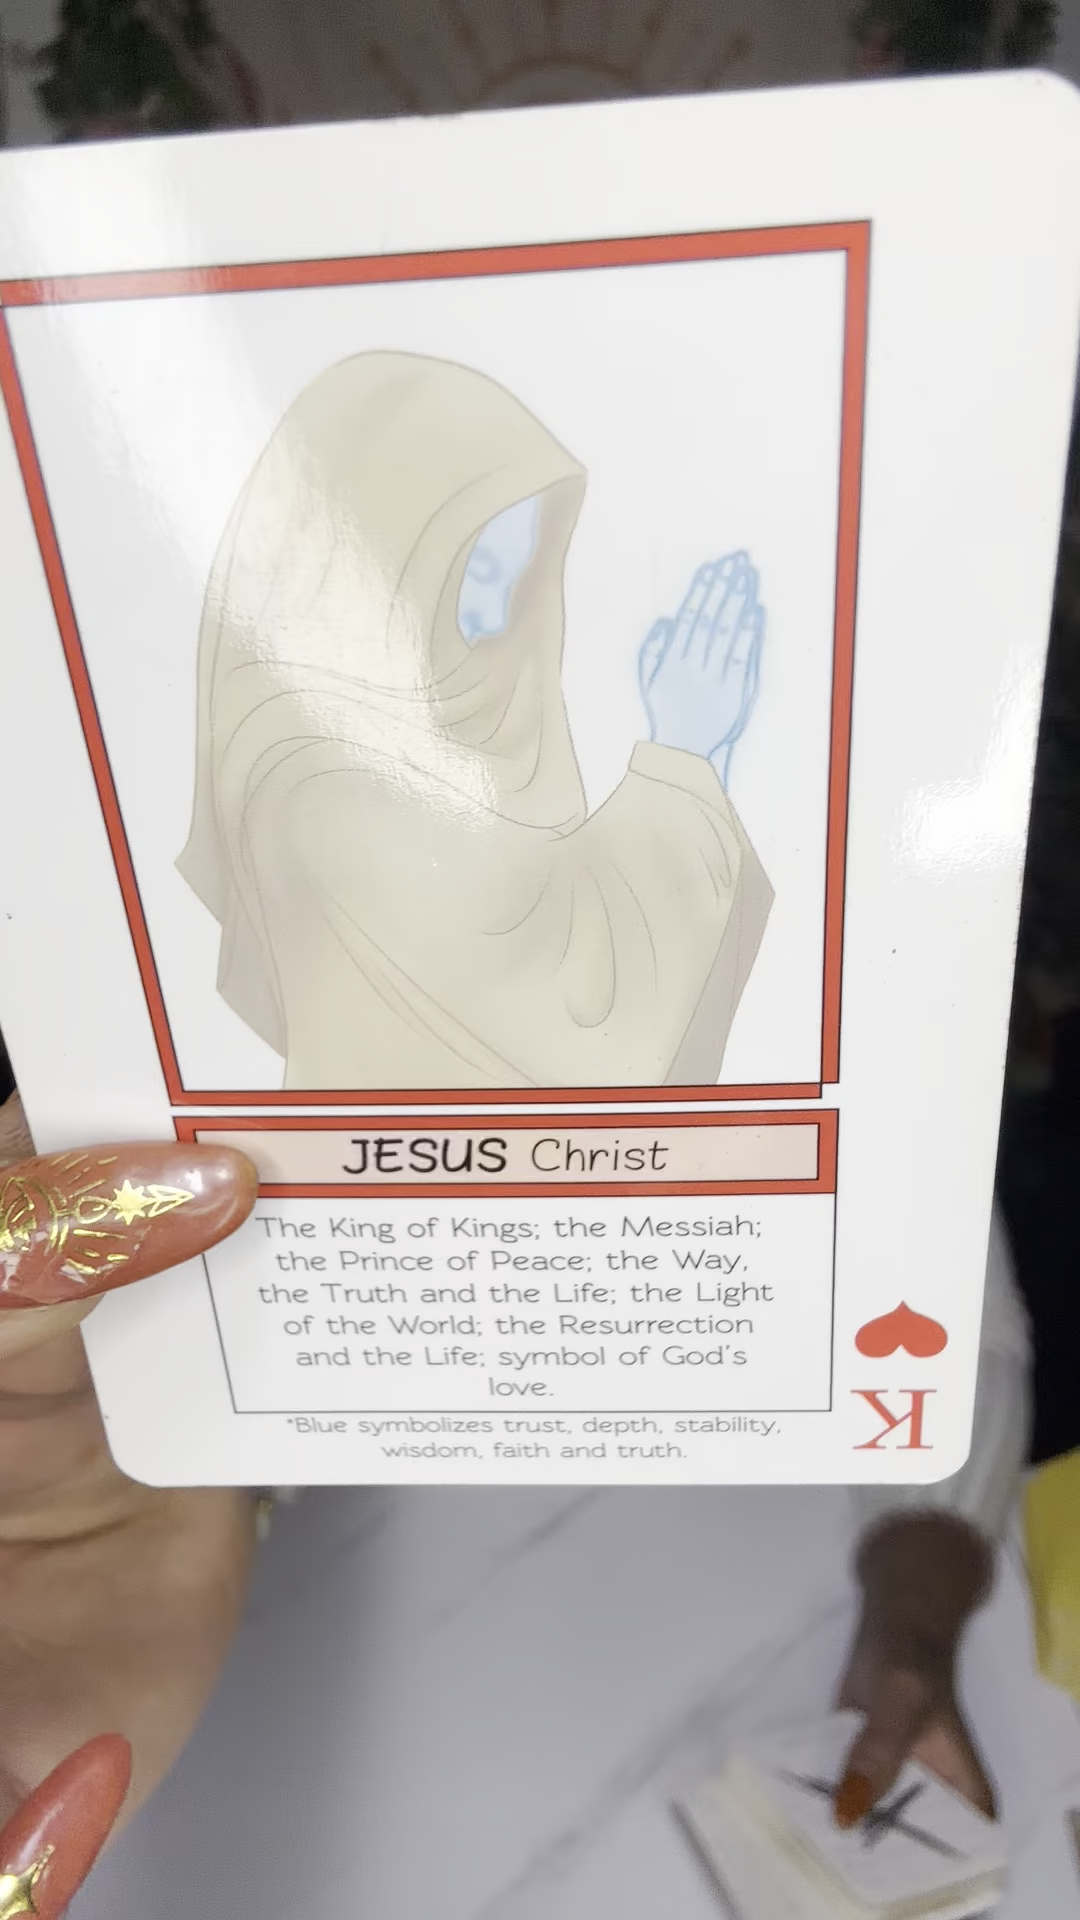 JESUS Christ
The King of Kings; the Messiah;
the Prince of Peace; the Way,
the Truth and the Life; the Light
of the World; the Resurrection
and the Life; symbol of God's
love.
K
*Blue symbolizes trust, depth, stability,
wisdom, faith and truth.